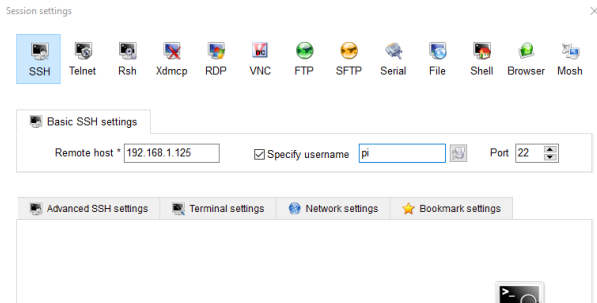 Session settings
SSH Telnet Rsh Xdmcp RDP VNC FTP SFTP Serial File Shell Browser Mosh
Basic SSH settings
Remote host * 192.168.1.125 Specify username pi Port 22
Advanced SSH settings Terminal settings Network settings Bookmark settings